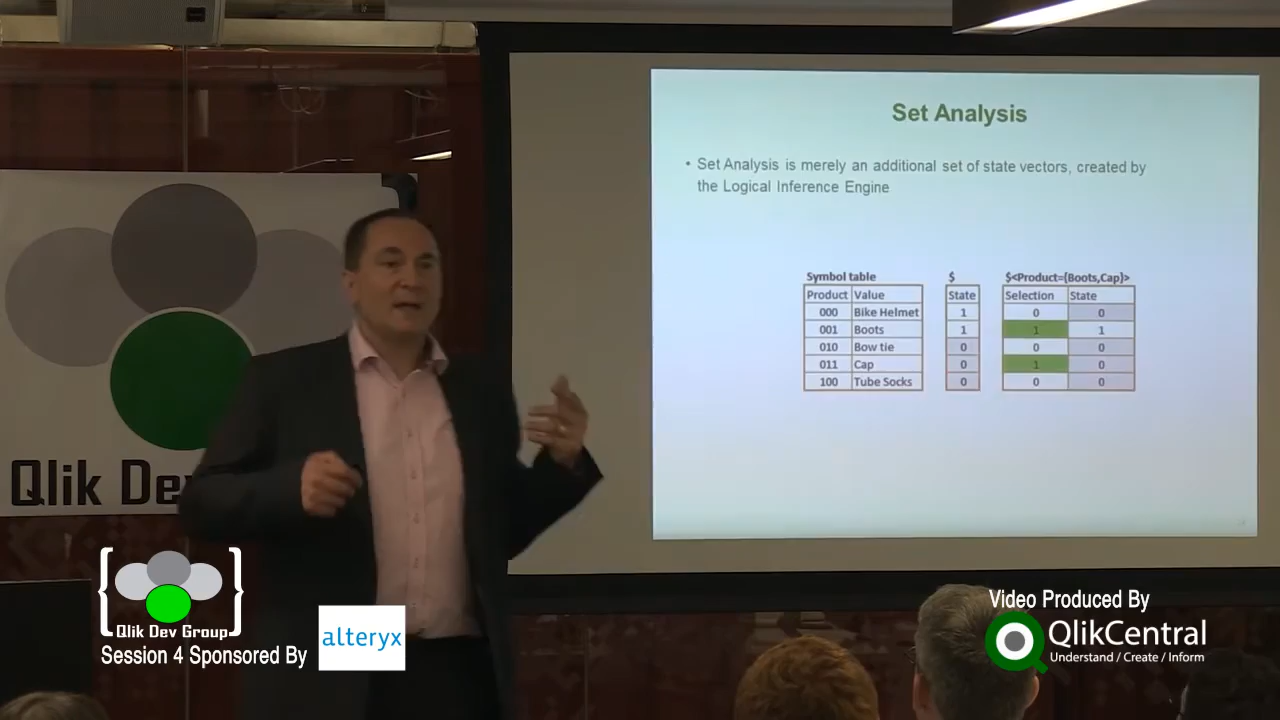 Set Analysis
• Set Analysis is merely an additional set of state vectors, created by
the Logical Inference Engine
Symbol table
Product Value
000 Bike Helmet
001 Boots
010 Bow tie
011 Cap
100 Tube Socks
$
State
1
1
0
0
0
$<Product={Boots,Cap}>
Selection State
0 0
1 1
0 0
1 0
0 0
Qlik De
Qlik Dev Group
Session 4 Sponsored By
alteryx
Video Produced By
QlikCentral
Understand / Create / Inform